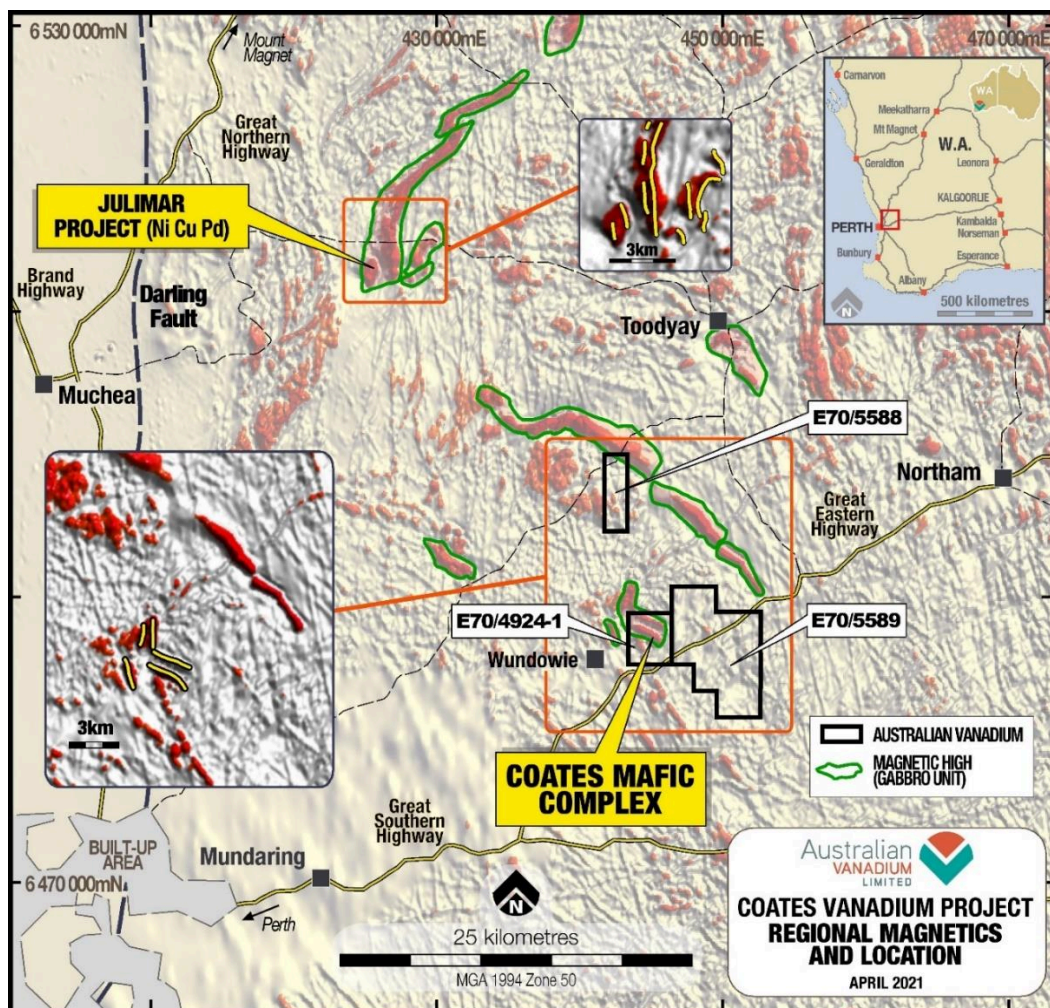 6 530 000mN
430 000mE
450 000mE
470 000mE
Mount
Magnet
Great
Northern
Highway
JULIMAR
PROJECT (Ni Cu Pd)
Brand
Highway
Darling
Fault
Muchea
3km
Toodyay
Carnarvon
WA
Meekatharra
Mt Magnet
W.A.
Geraldton
Leonora
KALGOORLIE
PERTH
Kambalda
Norseman
Bunbury
Esperance
Albany
N
500 kilometres
E70/5588
Northam
Great
Eastern
Highway
3km
E70/4924-1
E70/5589
Wundowie
COATES MAFIC
COMPLEX
AUSTRALIAN VANADIUM
MAGNETIC HIGH
(GABBRO UNIT)
Great
Southern
Highway
BUILT-UP
AREA
Mundaring
6 470 000mN
Perth
N
25 kilometres
MGA 1994 Zone 50
Australian
VANADIUM
LIMITED
COATES VANADIUM PROJECT
REGIONAL MAGNETICS
AND LOCATION
APRIL 2021